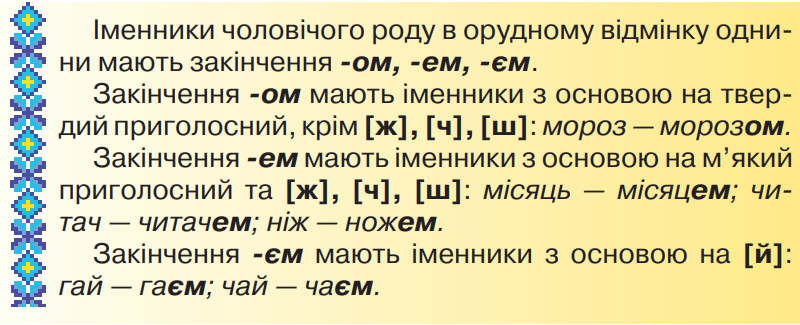 Іменники чоловічого роду в орудному відмінку одни-
ни мають закінчення -ом, -ем, -єм.
Закінчення -ом мають іменники з основою на твер-
дий приголосний, крім [ж], [ч], [ш]: мороз — морозом.
Закінчення -ем мають іменники з основою на м’який
приголосний та [ж], [ч], [ш]: місяць — місяцем; чи-
тач — читачем; ніж — ножем.
Закінчення -єм мають іменники з основою на [й]:
гай — гаєм; чай — чаєм.